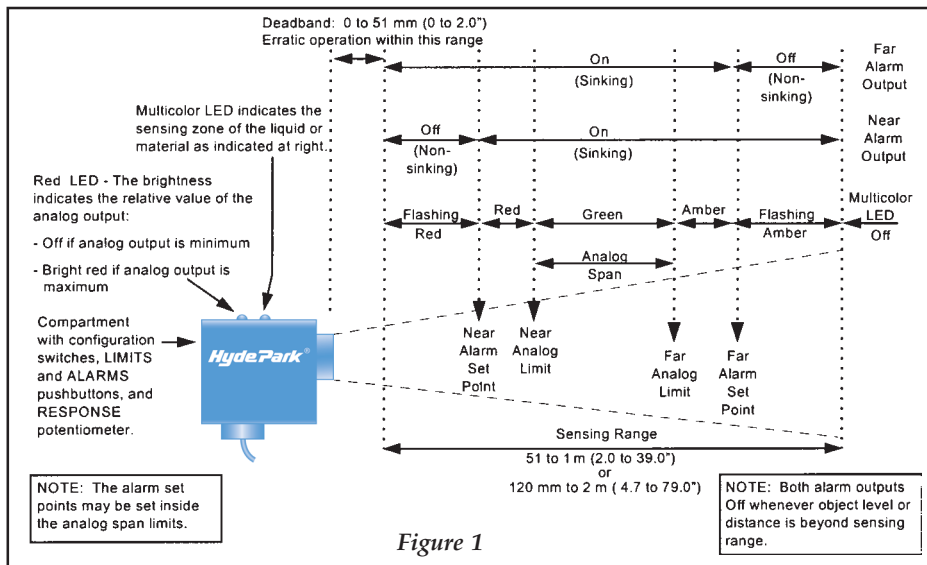 Deadband: 0 to 51 mm (0 to 2.0")
Erratic operation within this range
On
(Sinking)
Off
(Non-
sinking)
Far
Alarm
Output
Multicolor LED indicates the
sensing zone of the liquid or
material as indicated at right.
Off
(Non-
sinking)
On
(Sinking)
Near
Alarm
Output
Red LED - The brightness
indicates the relative value of the
analog output:
- Off if analog output is minimum
- Bright red if analog output is
maximum
Flashing
Red
Red
Green
Amber
Flashing
Amber
Multicolor
LED
Off
Analog
Span
Compartment
with configuration
switches, LIMITS
and ALARMS
pushbuttons, and
RESPONSE
potentiometer.
HydePark®
Near
Alarm
Set
Point
Near
Analog
Limit
Far
Analog
Limit
Far
Alarm
Set
Point
Sensing Range
51 to 1 m (2.0 to 39.0")
or
120 mm to 2 m ( 4.7 to 79.0")
NOTE: The alarm set
points may be set inside
the analog span limits.
NOTE: Both alarm outputs
Off whenever object level or
distance is beyond sensing
range.
Figure 1